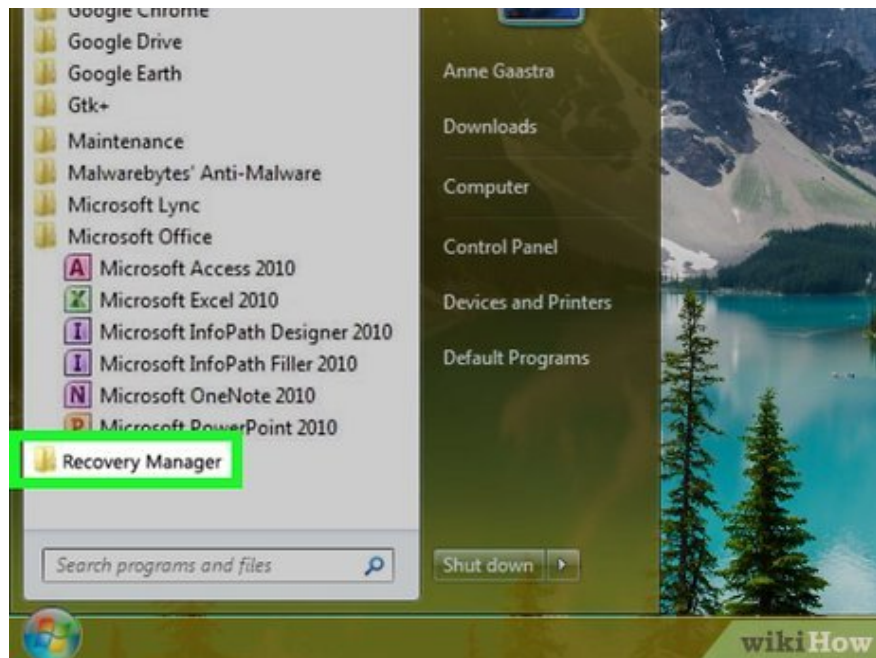 Google Chrome
Google Drive
Google Earth
Gtk+
Maintenance
Malwarebytes' Anti-Malware
Microsoft Lync
Microsoft Office
Microsoft Access 2010
Microsoft Excel 2010
Microsoft InfoPath Designer 2010
Microsoft InfoPath Filler 2010
Microsoft OneNote 2010
Microsoft PowerPoint 2010
Recovery Manager
Search programs and files
Anne Gaastra
Downloads
Computer
Control Panel
Devices and Printers
Default Programs
Shut down
wikiHow